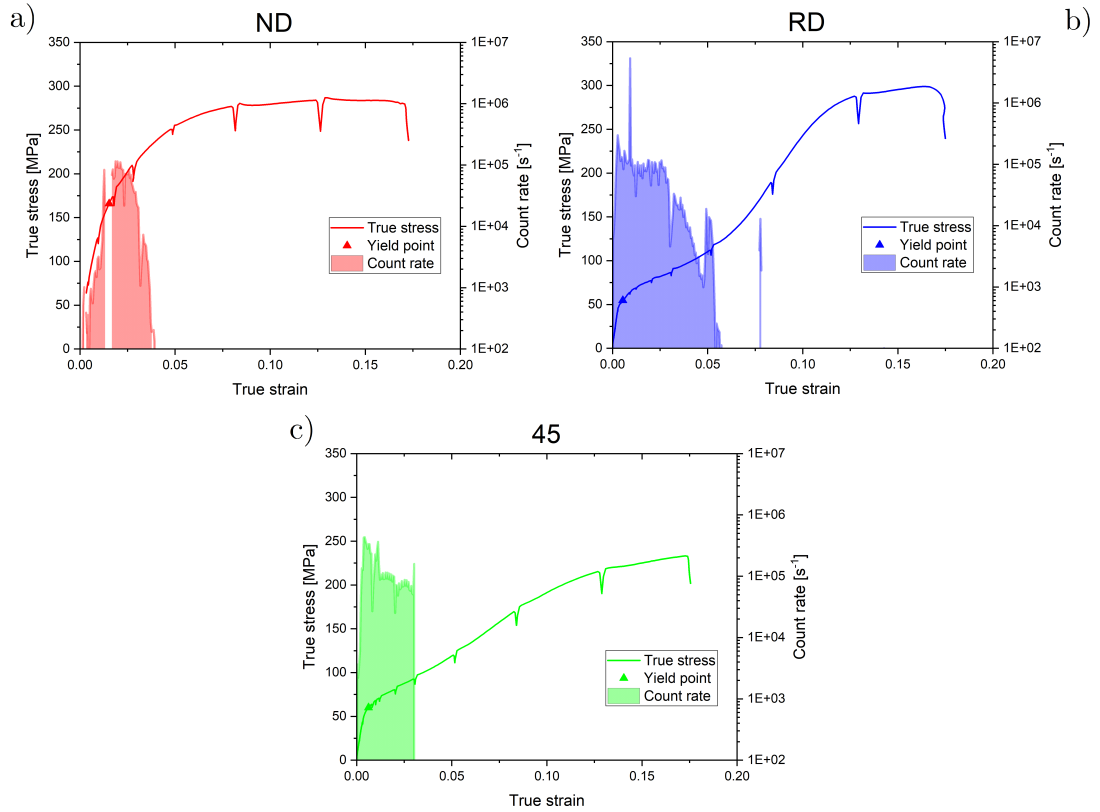 a)
ND
350
300
250
200
150
100
50
0
True stress [MPa]
1E+07
1E+06
1E+05
1E+04
1E+03
1E+02
Count rate [s⁻¹]
True stress
Yield point
Count rate
0.00 0.05 0.10 0.15 0.20
True strain
b)
RD
350
300
250
200
150
100
50
0
True stress [MPa]
1E+07
1E+06
1E+05
1E+04
1E+03
1E+02
Count rate [s⁻¹]
True stress
Yield point
Count rate
0.00 0.05 0.10 0.15 0.20
True strain
c)
45
350
300
250
200
150
100
50
0
True stress [MPa]
1E+07
1E+06
1E+05
1E+04
1E+03
1E+02
Count rate [s⁻¹]
True stress
Yield point
Count rate
0.00 0.05 0.10 0.15 0.20
True strain